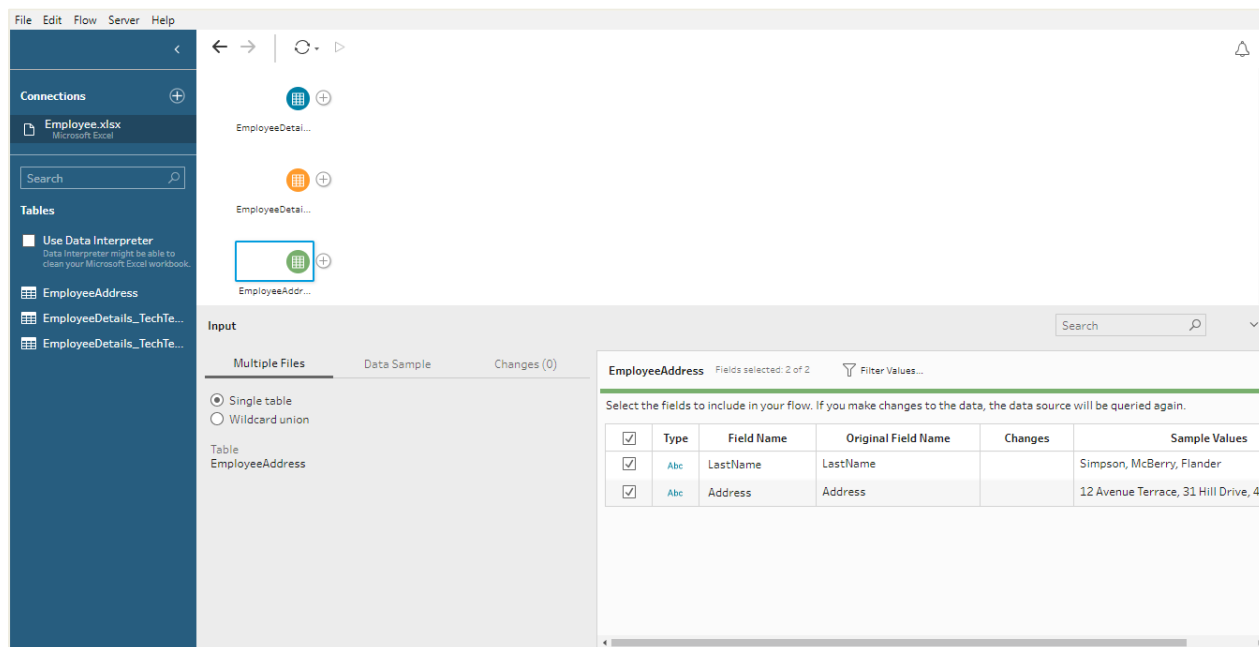 File Edit Flow Server Help
Connections
Employee.xlsx
Microsoft Excel
Search
Tables
Use Data Interpreter
Data Interpreter might be able to
clean your Microsoft Excel workbook.
EmployeeAddress
EmployeeDetails_TechTe...
EmployeeDetails_TechTe...
EmployeeDetai...
EmployeeDetai...
EmployeeAddr...
Input
Search
Multiple Files Data Sample Changes (0)
Single table
Wildcard union
Table
EmployeeAddress
EmployeeAddress Fields selected: 2 of 2 Filter Values...
Select the fields to include in your flow. If you make changes to the data, the data source will be queried again.
Type Field Name Original Field Name Changes Sample Values
Abc LastName LastName Simpson, McBerry, Flander
Abc Address Address 12 Avenue Terrace, 31 Hill Drive, 4